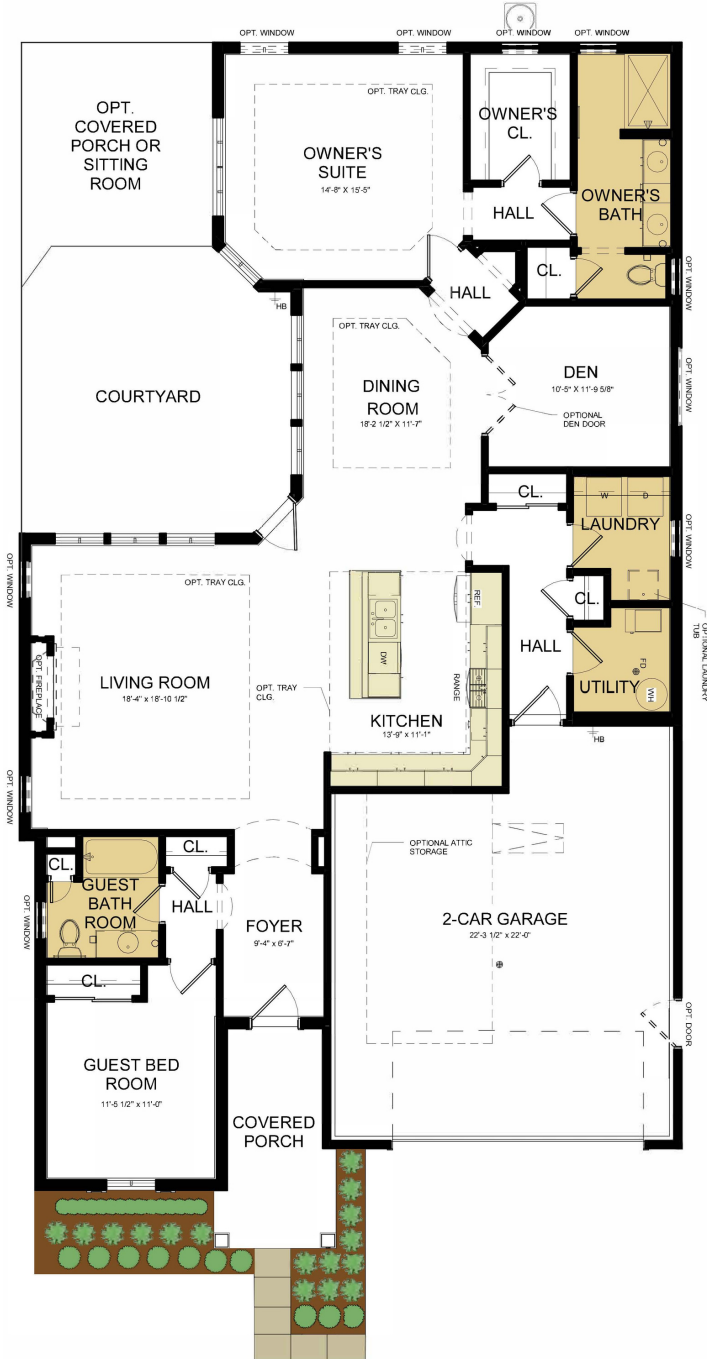 OPT. WINDOW
OPT. WINDOW
OPT. WINDOW
OPT. WINDOW
OPT.
COVERED
PORCH OR
SITTING
ROOM
OPT. TRAY CLG.
OWNER'S
SUITE
14'-8" X 15'-5"
OWNER'S
CL.
HALL
OWNER'S
BATH
CL.
OPT. WINDOW
HALL
HB
COURTYARD
OPT. TRAY CLG.
DINING
ROOM
18'-2 1/2" X 11'-7"
DEN
10'-5" X 11'-9 5/8"
OPTIONAL
DEN DOOR
OPT. WINDOW
CL.
W
D
LAUNDRY
OPT. WINDOW
CL.
OPTIONAL LAUNDRY
TUB
HALL
FD
UTILITY
WH
HB
OPT. WINDOW
OPT. TRAY CLG.
OPT. FIREPLACE
LIVING ROOM
18'-4" x 18'-10 1/2"
OPT. TRAY
CLG.
REF
DW
RANGE
KITCHEN
13'-9" x 11'-1"
OPT. WINDOW
CL.
GUEST
BATH
ROOM
CL.
HALL
OPT. WINDOW
FOYER
9'-4" x 6'-7"
OPTIONAL ATTIC
STORAGE
2-CAR GARAGE
22'-3 1/2" x 22'-0"
OPT. DOOR
CL.
GUEST BED
ROOM
11'-5 1/2" x 11'-0"
COVERED
PORCH